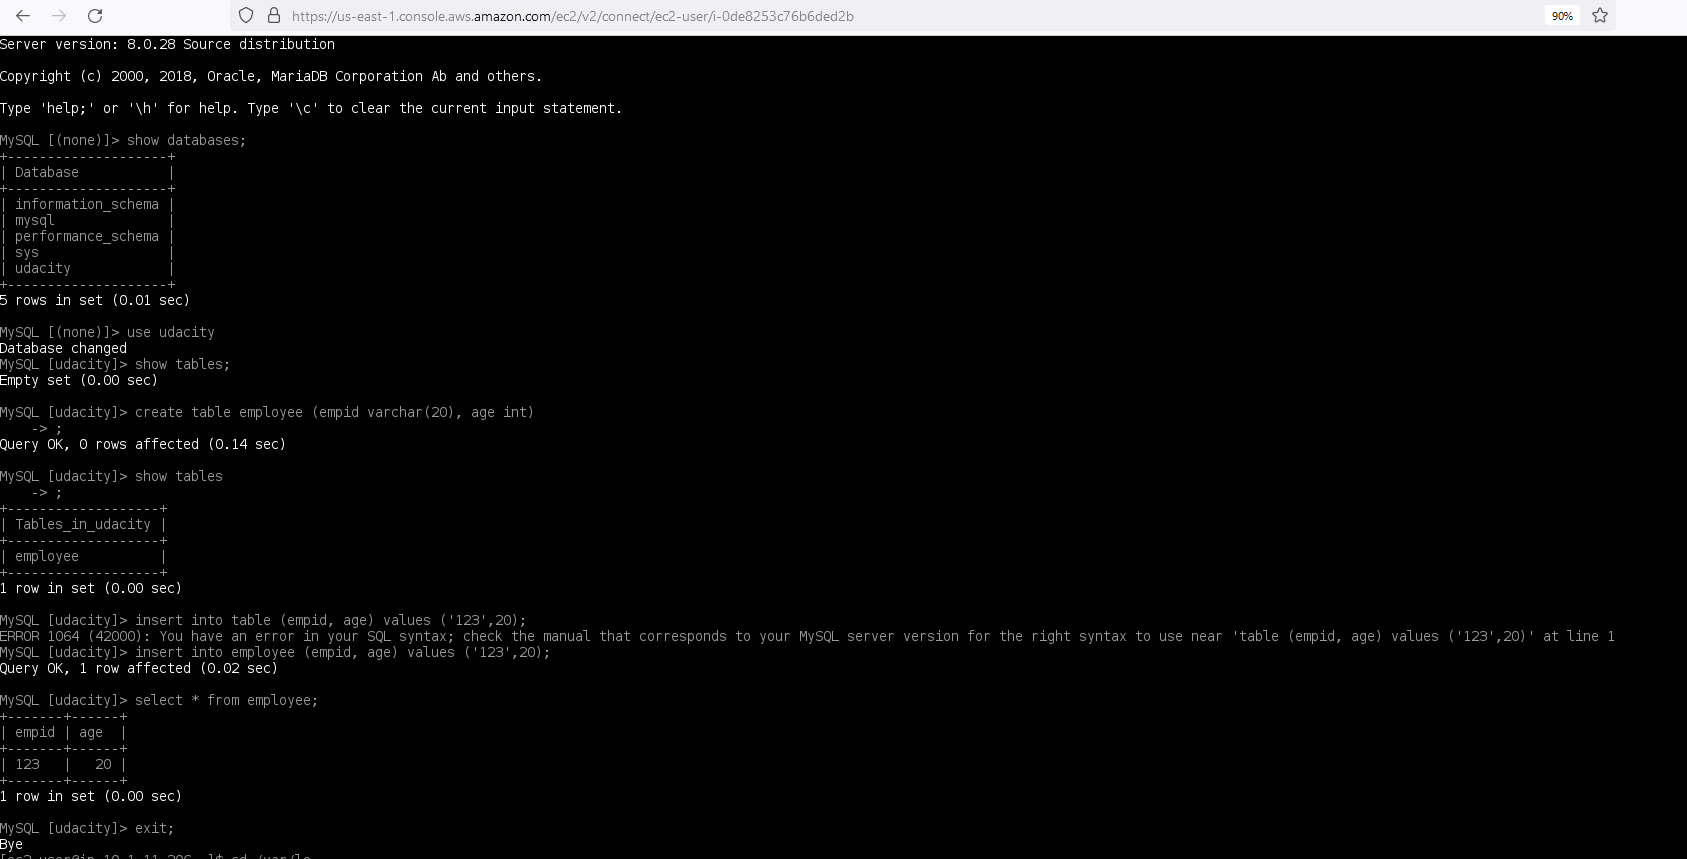 https://us-east-1.console.aws.amazon.com/ec2/v2/connect/ec2-user/i-0de8253c76b6ded2b 90%
Server version: 8.0.28 Source distribution
Copyright (c) 2000, 2018, Oracle, MariaDB Corporation Ab and others.
Type 'help;' or '\h' for help. Type '\c' to clear the current input statement.
MySQL [(none)]> show databases;
+--------------------+
| Database           |
+--------------------+
| information_schema |
| mysql              |
| performance_schema |
| sys                |
| udacity            |
+--------------------+
5 rows in set (0.01 sec)
MySQL [(none)]> use udacity
Database changed
MySQL [udacity]> show tables;
Empty set (0.00 sec)
MySQL [udacity]> create table employee (empid varchar(20), age int)
    -> ;
Query OK, 0 rows affected (0.14 sec)
MySQL [udacity]> show tables
    -> ;
+-------------------+
| Tables_in_udacity |
+-------------------+
| employee          |
+-------------------+
1 row in set (0.00 sec)
MySQL [udacity]> insert into table (empid, age) values ('123',20);
ERROR 1064 (42000): You have an error in your SQL syntax; check the manual that corresponds to your MySQL server version for the right syntax to use near 'table (empid, age) values ('123',20)' at line 1
MySQL [udacity]> insert into employee (empid, age) values ('123',20);
Query OK, 1 row affected (0.02 sec)
MySQL [udacity]> select * from employee;
+-------+------+
| empid | age  |
+-------+------+
| 123   |   20 |
+-------+------+
1 row in set (0.00 sec)
MySQL [udacity]> exit;
Bye